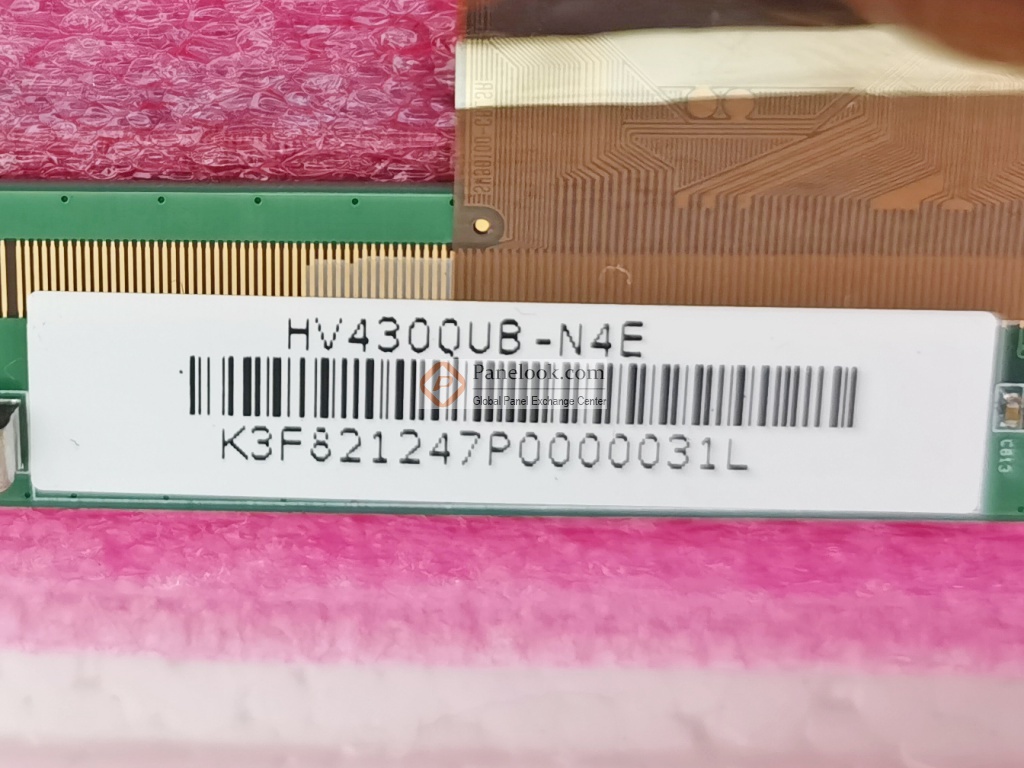 HV430QUB-N4E
Panelook.com
Global Panel Exchange Center
K3F821247P0000031L
C813